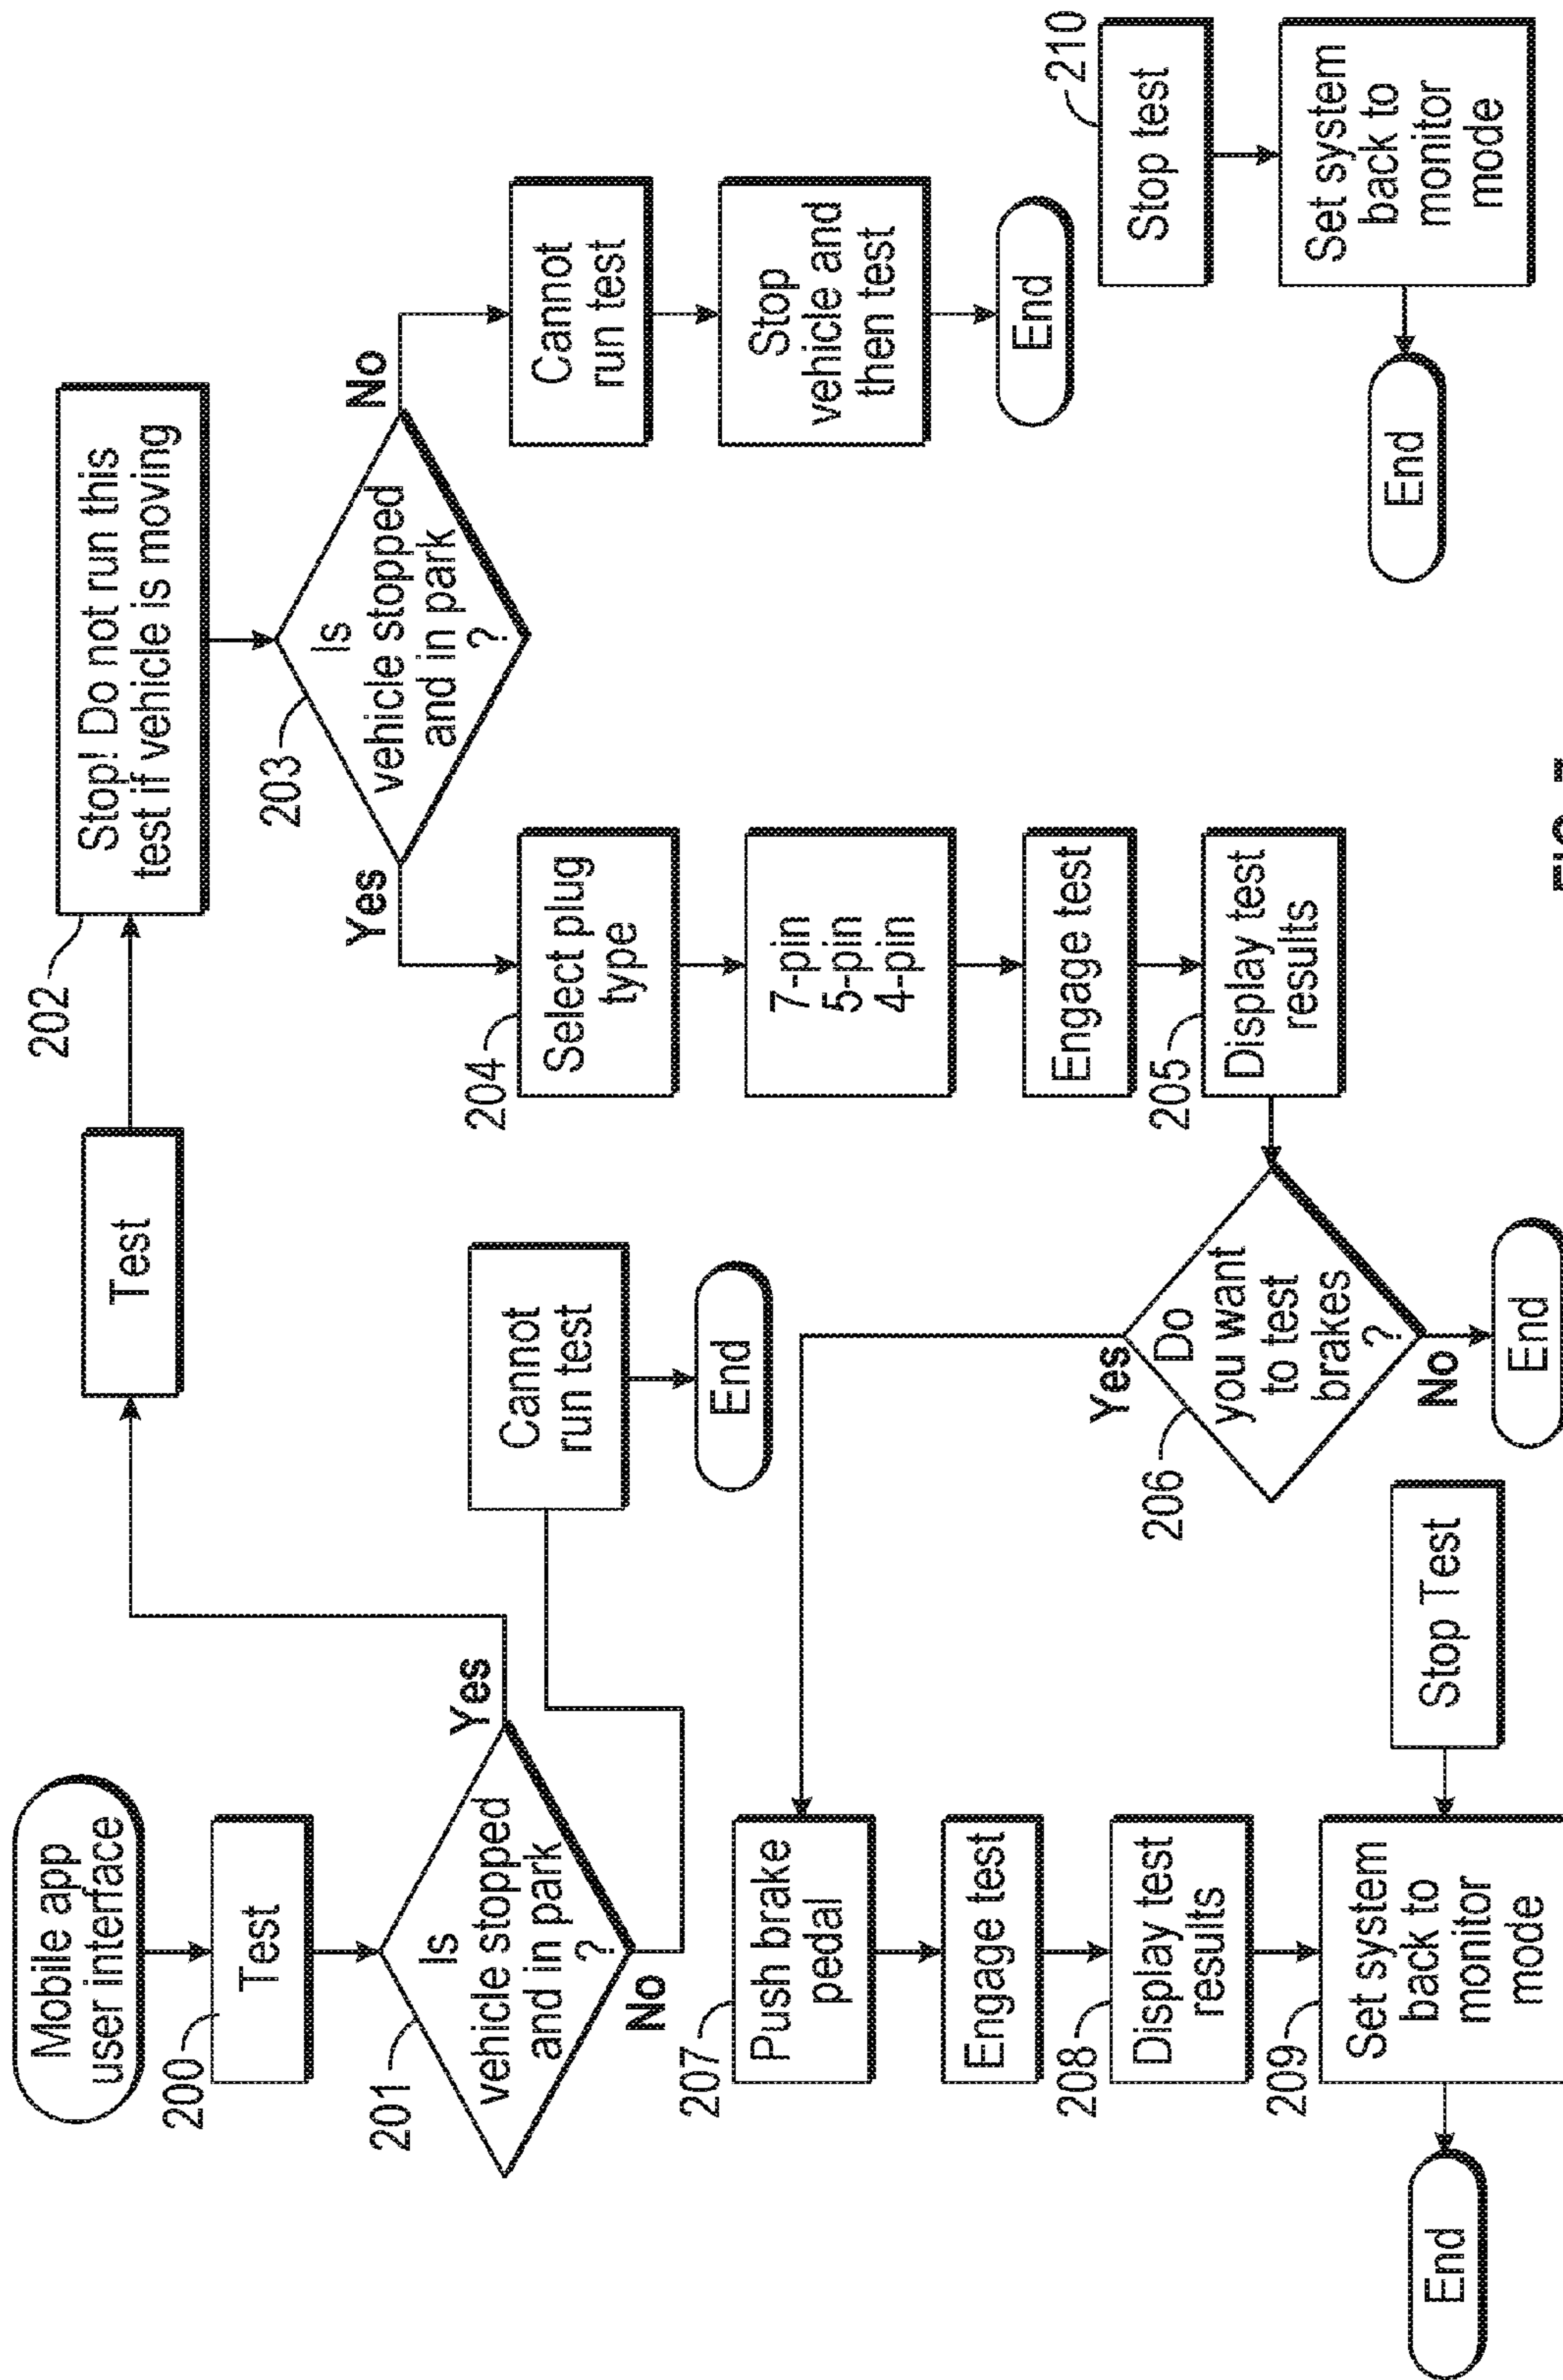 Mobile app
user interface
200
Test
201
Is
vehicle stopped
and in park
?
Yes
No
Cannot
run test
End
Test
202
Stop! Do not run this
test if vehicle is moving
203
Is
vehicle stopped
and in park
?
Yes
No
Cannot
run test
Stop
vehicle and
then test
End
204
Select plug
type
7-pin
5-pin
4-pin
Engage test
205
Display test
results
206
Do
you want
to test
brakes
?
Yes
No
End
207
Push brake
pedal
Engage test
208
Display test
results
209
Set system
back to
monitor
mode
Stop Test
End
210
Stop test
Set system
back to
monitor
mode
End